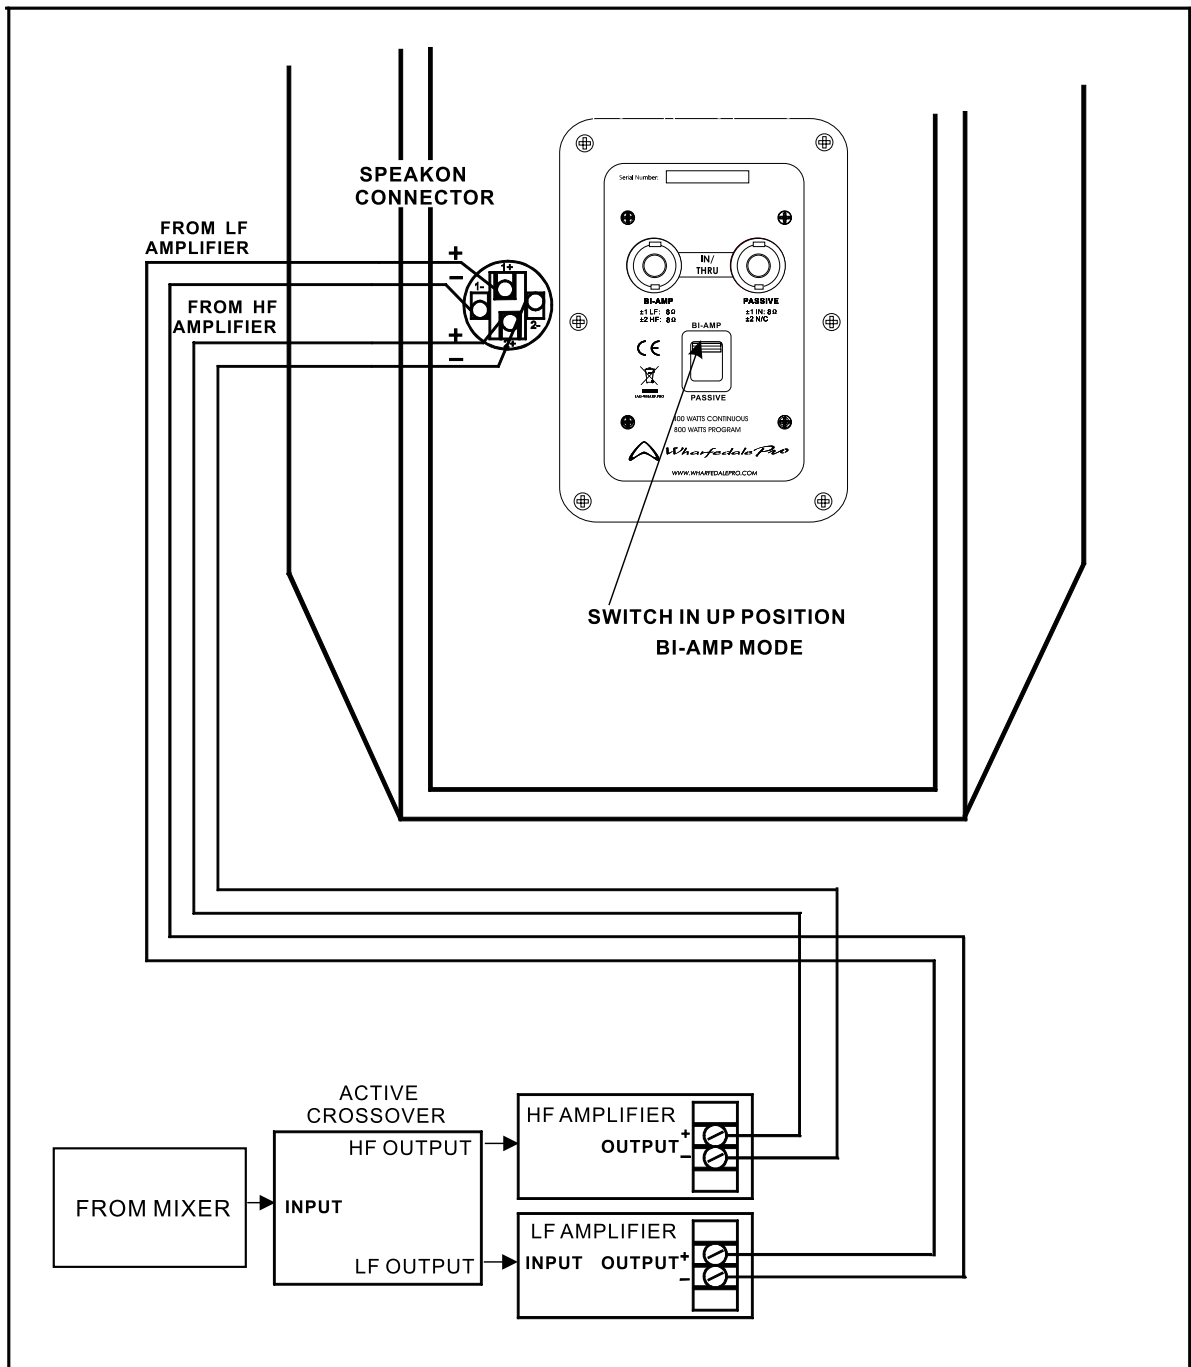 SPEAKON
CONNECTOR
FROM LF
AMPLIFIER
+
−
FROM HF
AMPLIFIER
+
−
1+
1-
2-
Serial Number:
IN/
THRU
BI-AMP
±1 LF: 8Ω
±2 HF: 8Ω
PASSIVE
±1 IN: 8Ω
±2 N/C
BI-AMP
CE
PASSIVE
800 WATTS PROGRAM
WATTS CONTINUOUS
Wharfedale Pro
WWW.WHARFEDALEPRO.COM
SWITCH IN UP POSITION
BI-AMP MODE
ACTIVE
CROSSOVER
HF OUTPUT
INPUT
LF OUTPUT
FROM MIXER
HF AMPLIFIER
OUTPUT
+
−
LF AMPLIFIER
INPUT OUTPUT
+
−